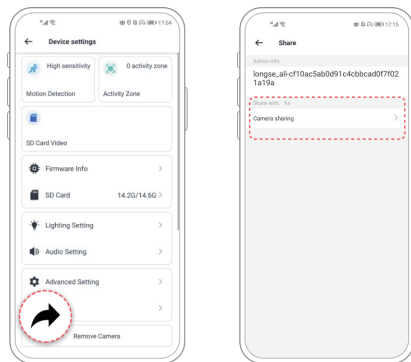 17:04
Device settings
High sensitivity
0 activity zone
Motion Detection
Activity Zone
SD Card Video
Firmware Info
SD Card
14.2G/14.6G
Lighting Setting
Audio Setting
Advanced Setting
Remove Camera
17:15
Share
Admin Info
longse_ali-cf10ac5ab0d91c4cbbcad0f7f02
1a19a
Share with:
Camera sharing